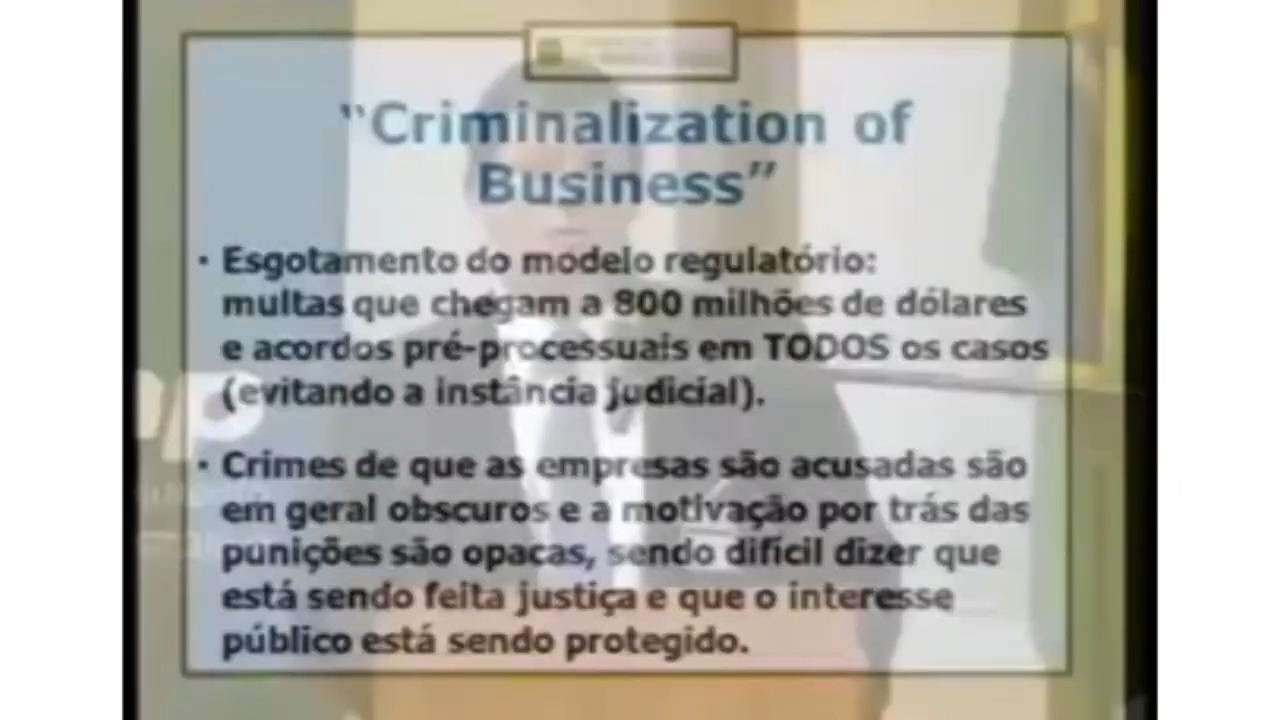 “Criminalization of
Business”
• Esgotamento do modelo regulatório:
multas que chegam a 800 milhões de dólares
e acordos pré-processuais em TODOS os casos
(evitando a instância judicial).
• Crimes de que as empresas são acusadas são
em geral obscuros e a motivação por trás das
punições são opacas, sendo difícil dizer que
está sendo feita justiça e que o interesse
público está sendo protegido.